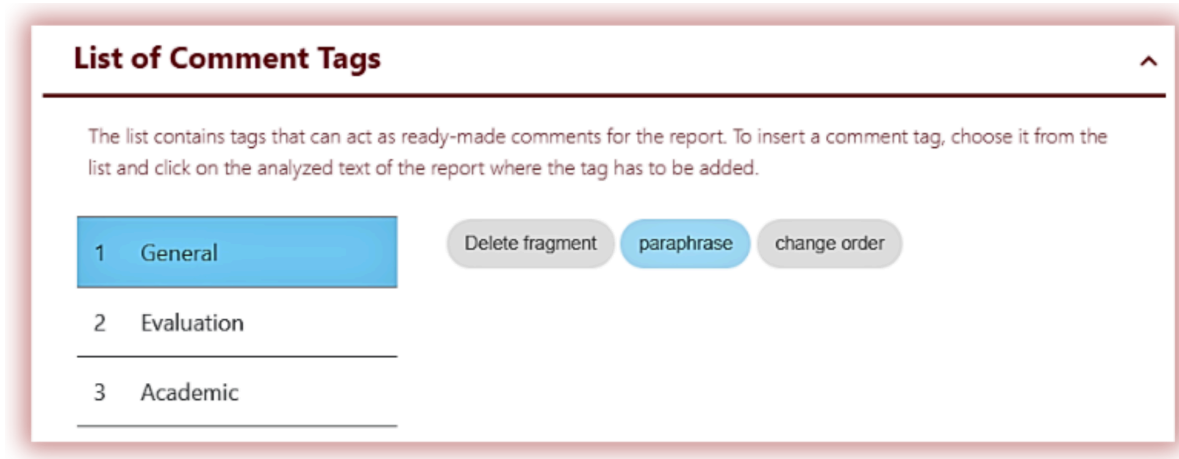 List of Comment Tags
The list contains tags that can act as ready-made comments for the report. To insert a comment tag, choose it from the
list and click on the analyzed text of the report where the tag has to be added.
1 General
Delete fragment paraphrase change order
2 Evaluation
3 Academic